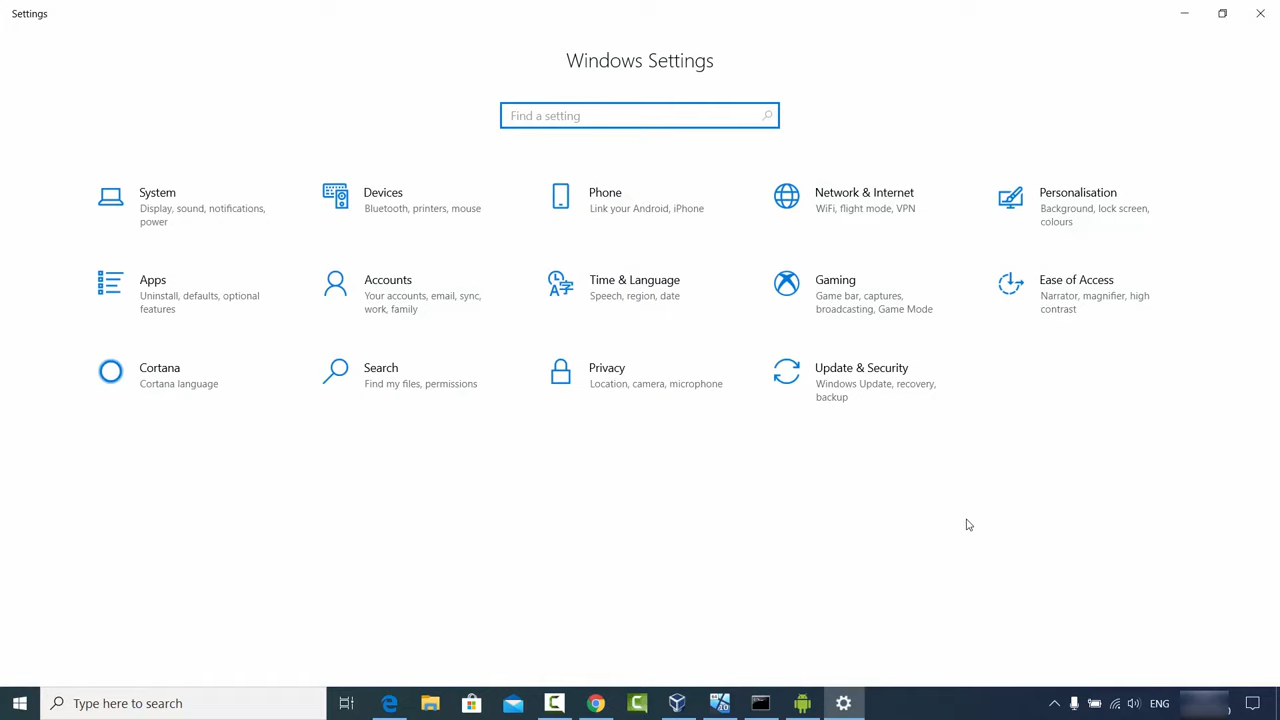 Settings
Windows Settings
Find a setting
System
Display, sound, notifications,
power
Devices
Bluetooth, printers, mouse
Phone
Link your Android, iPhone
Network & Internet
WiFi, flight mode, VPN
Personalisation
Background, lock screen,
colours
Apps
Uninstall, defaults, optional
features
Accounts
Your accounts, email, sync,
work, family
Time & Language
Speech, region, date
Gaming
Game bar, captures,
broadcasting, Game Mode
Ease of Access
Narrator, magnifier, high
contrast
Cortana
Cortana language
Search
Find my files, permissions
Privacy
Location, camera, microphone
Update & Security
Windows Update, recovery,
backup
Type here to search
ENG